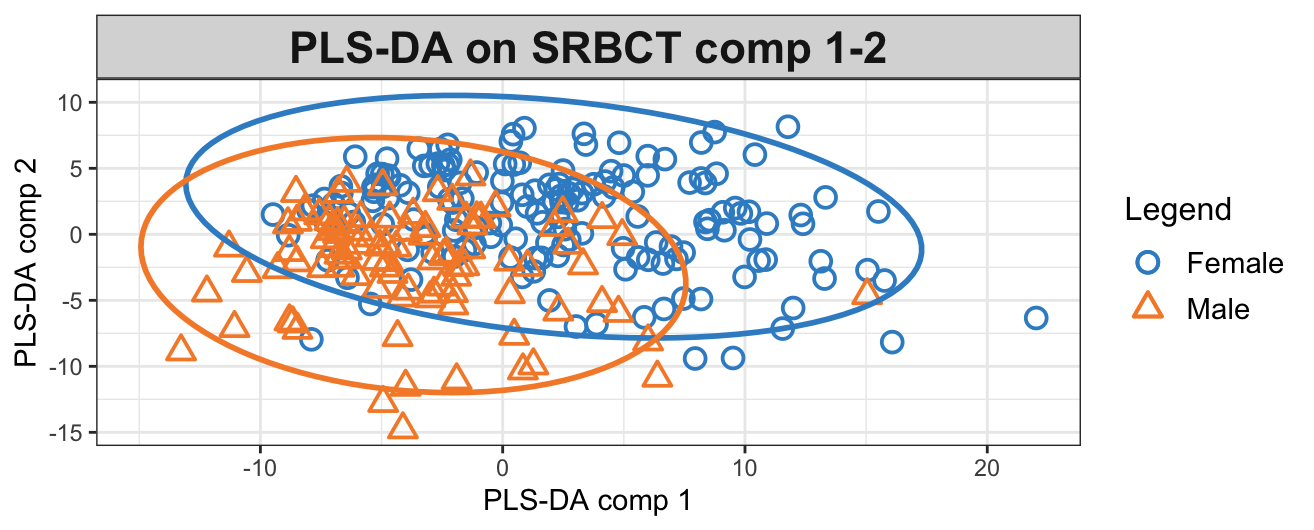 PLS-DA on SRBCT comp 1-2
10
5
0
-5
-10
-15
PLS-DA comp 2
-10
0
10
20
PLS-DA comp 1
Legend
Female
Male